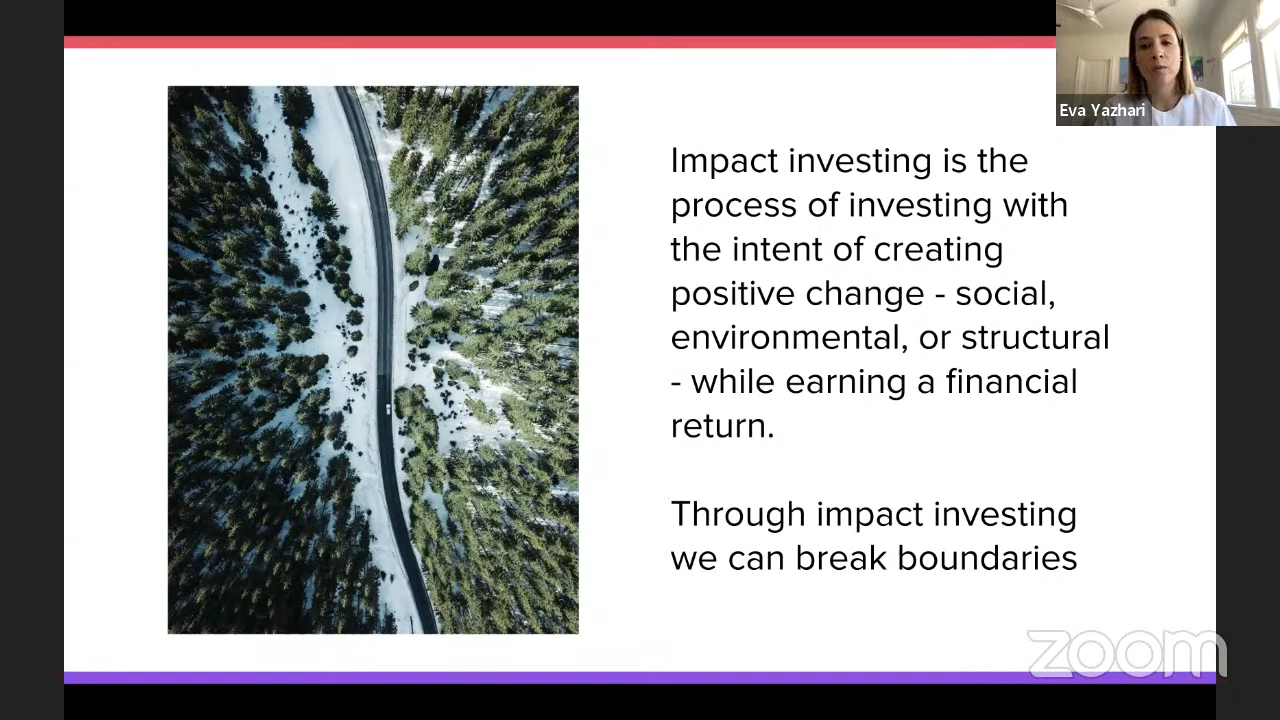 Eva Yazhari
Impact investing is the
process of investing with
the intent of creating
positive change - social,
environmental, or structural
- while earning a financial
return.
Through impact investing
we can break boundaries
zoom